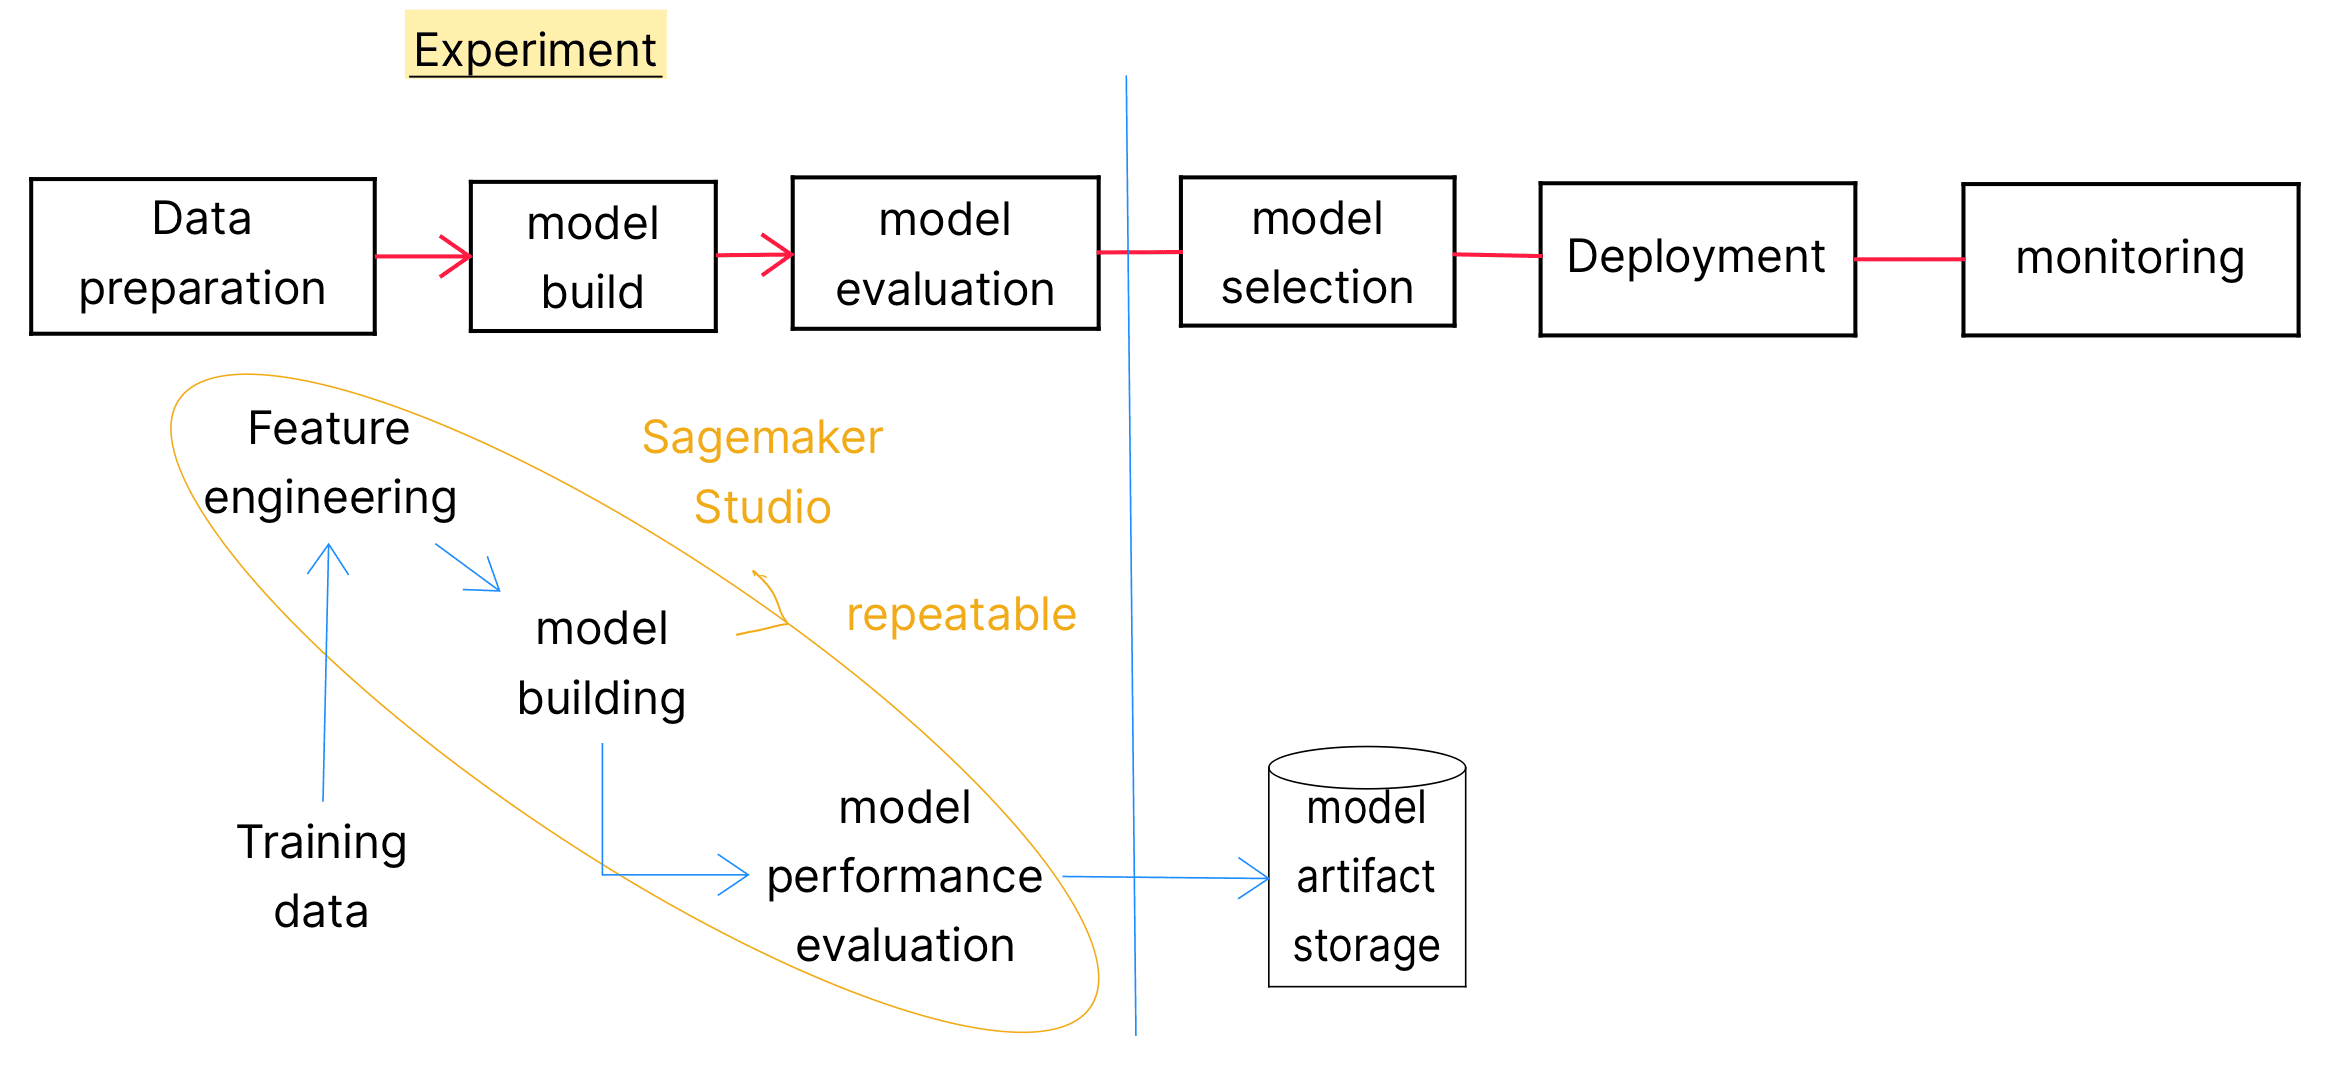 Experiment
Data
preparation
model
build
model
evaluation
model
selection
Deployment
monitoring
Feature
engineering
Sagemaker
Studio
repeatable
model
building
Training
data
model
performance
evaluation
model
artifact
storage